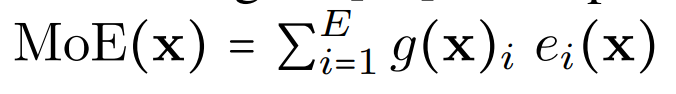 MoE(x) = ∑_{i=1}^{E} g(x)_i e_i(x)